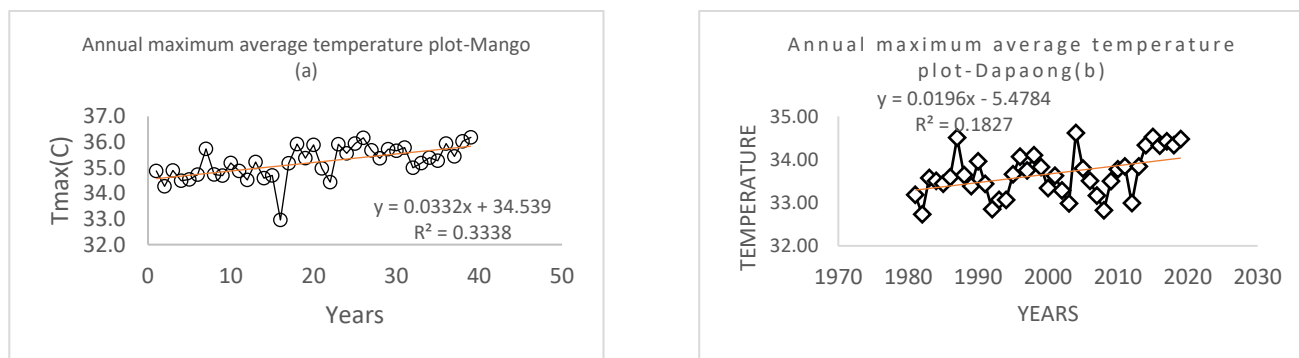 Annual maximum average temperature plot-Mango
(a)
37.0
36.0
35.0
34.0
33.0
32.0
Tmax(C)
y = 0.0332x + 34.539
R² = 0.3338
0 10 20 30 40 50
Years
Annual maximum average temperature
plot-Dapaong(b)
y = 0.0196x - 5.4784
R² = 0.1827
35.00
34.00
33.00
32.00
TEMPERATURE
1970 1980 1990 2000 2010 2020 2030
YEARS